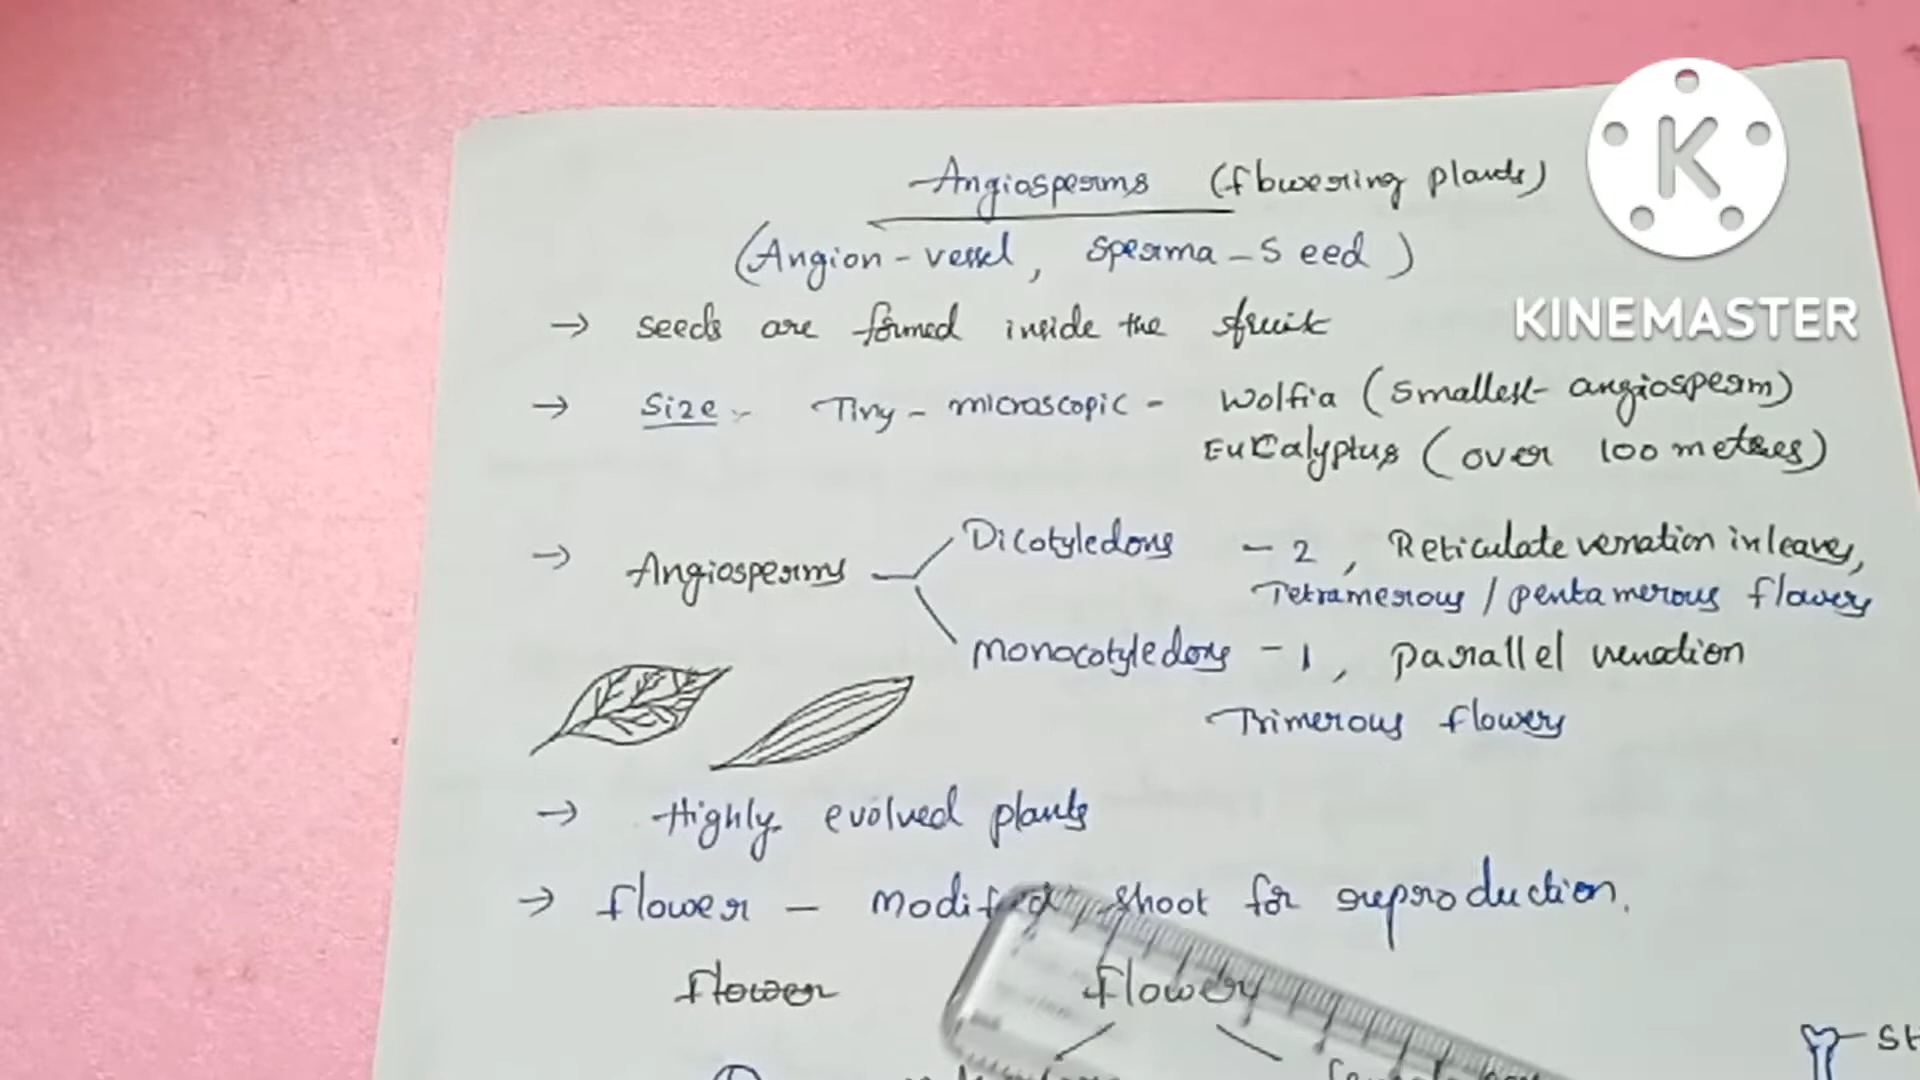 Angiosperms (flowering plants)
K
KINEMASTER
(Angion - vessel, sperma - Seed)
→ seeds are formed inside the fruit
→ Size :- Tiny - microscopic - Wolfia (smallest angiosperm)
Eucalyptus (over 100 metres)
→ Angiosperms
Dicotyledons - 2, Reticulate venation in leaves,
Tetramerous / pentamerous flowers
Monocotyledons - 1, parallel venation
Trimerous flowers
→ Highly evolved plants
→ flower - modified shoot for reproduction.
flower flowers
St